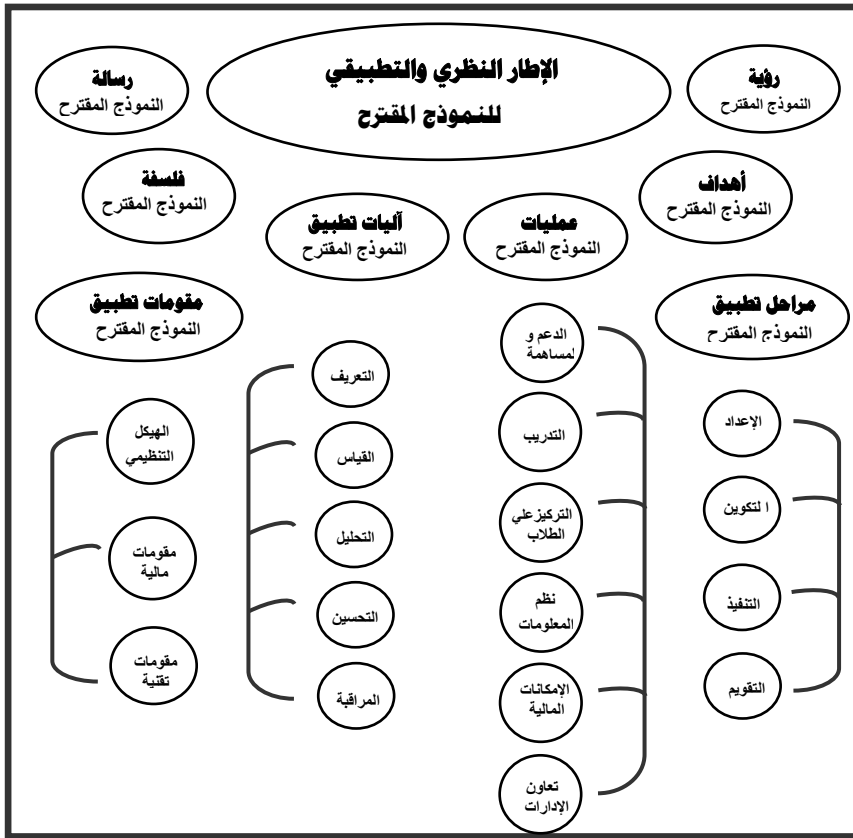 الإطار النظري والتطبيقي
للنموذج المقترح
رؤية
النموذج المقترح
رسالة
النموذج المقترح
أهداف
النموذج المقترح
فلسفة
النموذج المقترح
عمليات
النموذج المقترح
آليات تطبيق
النموذج المقترح
مراحل تطبيق
النموذج المقترح
مقومات تطبيق
النموذج المقترح
الإعداد
ا لتكوين
التنفيذ
التقويم
الدعم و
لمساهمة
التدريب
التركيزعلي
الطلاب
نظم
المعلومات
الإمكانات
المالية
تعاون
الإدارات
التعريف
القياس
التحليل
التحسين
المراقبة
الهيكل
التنظيمي
مقومات
مالية
مقومات
تقنية